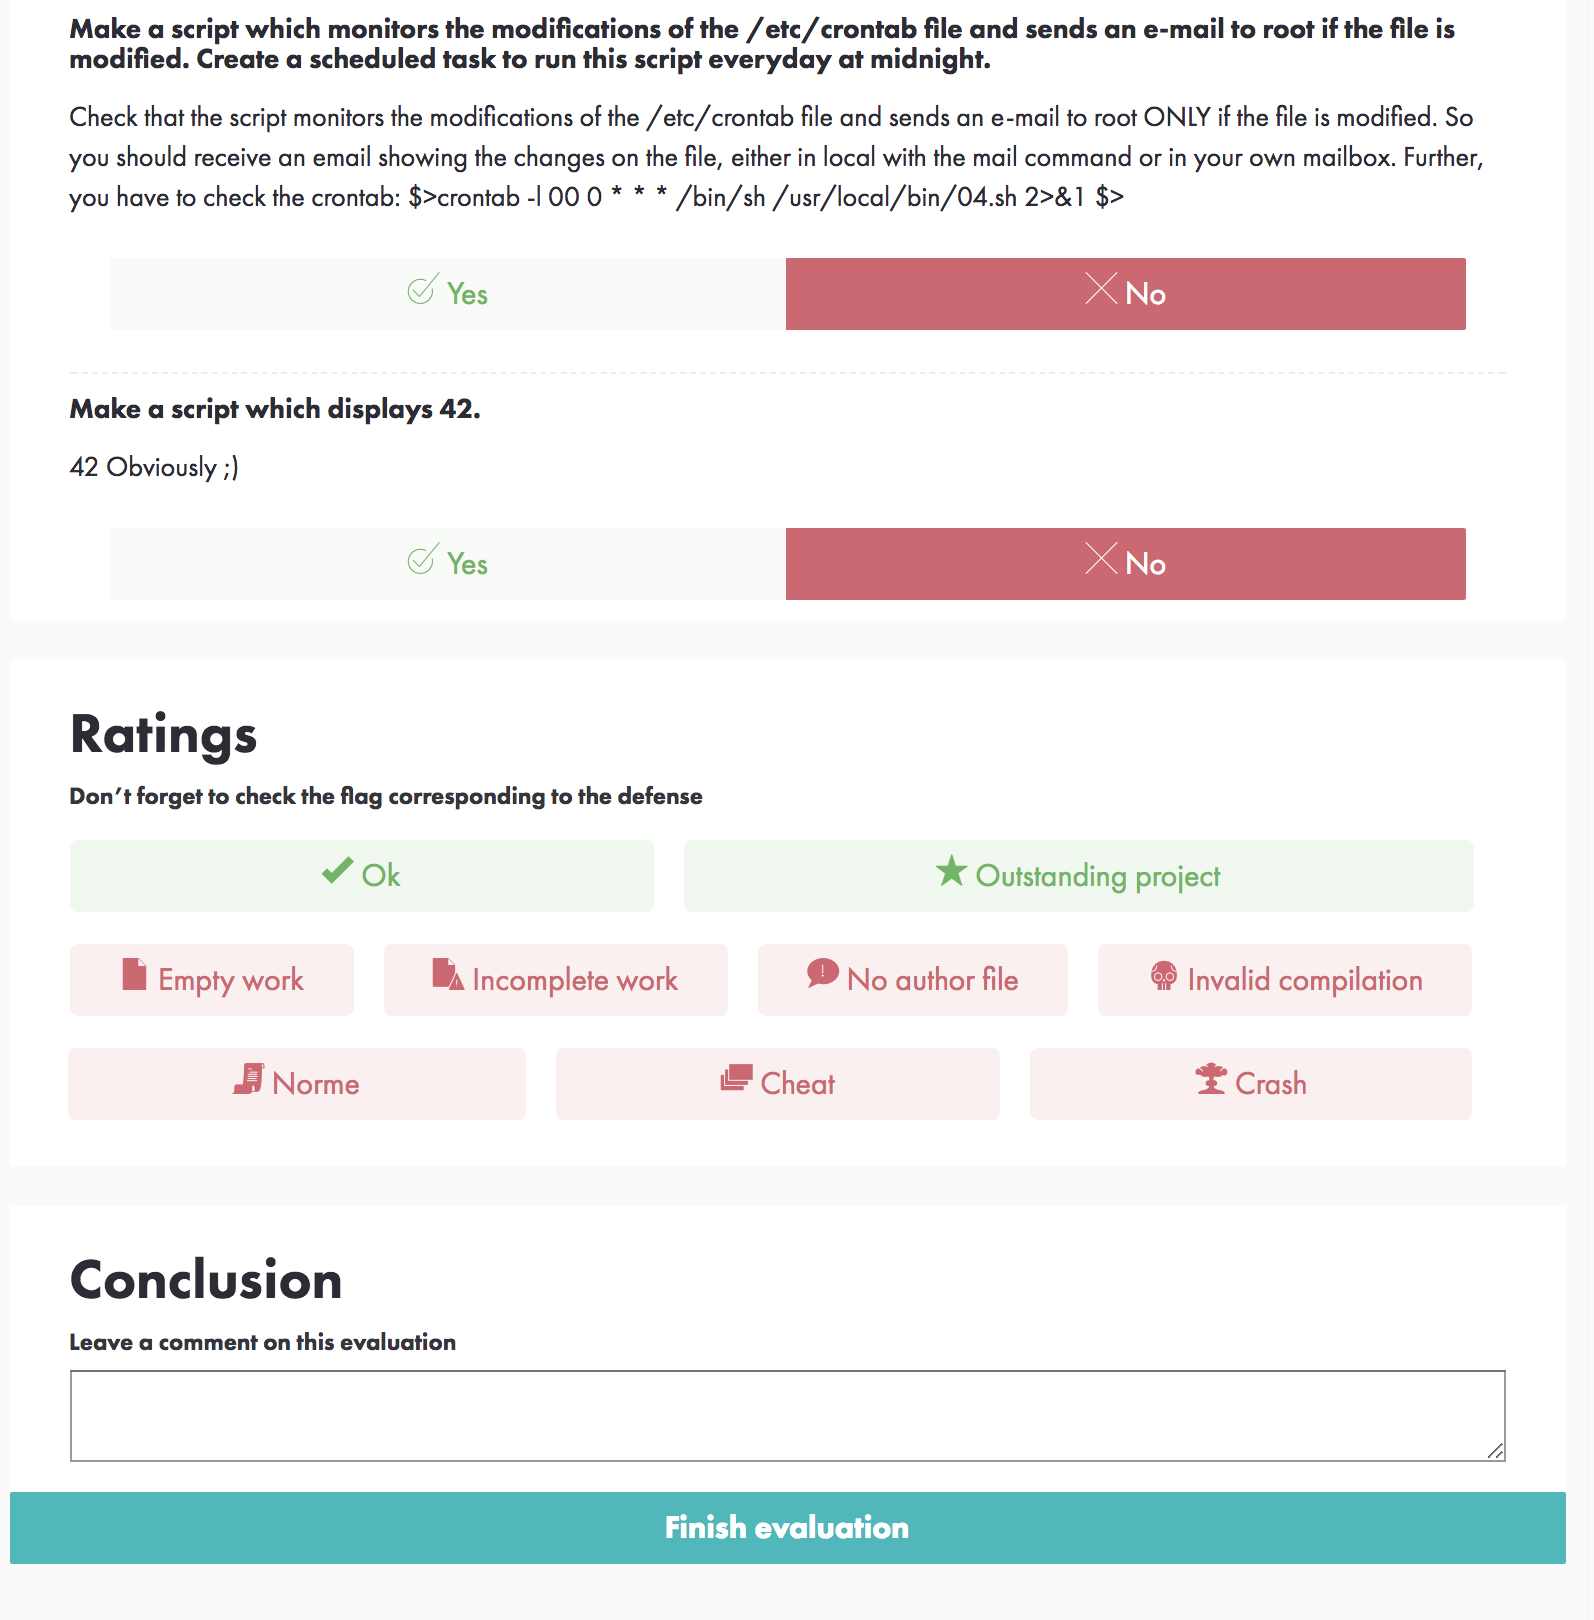 Make a script which monitors the modifications of the /etc/crontab file and sends an e-mail to root if the file is
modified. Create a scheduled task to run this script everyday at midnight.
Check that the script monitors the modifications of the /etc/crontab file and sends an e-mail to root ONLY if the file is modified. So
you should receive an email showing the changes on the file, either in local with the mail command or in your own mailbox. Further,
you have to check the crontab: $>crontab -l 00 0 * * * /bin/sh /usr/local/bin/04.sh 2>&1 $>
Yes
No
Make a script which displays 42.
42 Obviously ;)
Yes
No
Ratings
Don't forget to check the flag corresponding to the defense
Ok
Outstanding project
Empty work
Incomplete work
No author file
Invalid compilation
Norme
Cheat
Crash
Conclusion
Leave a comment on this evaluation
Finish evaluation